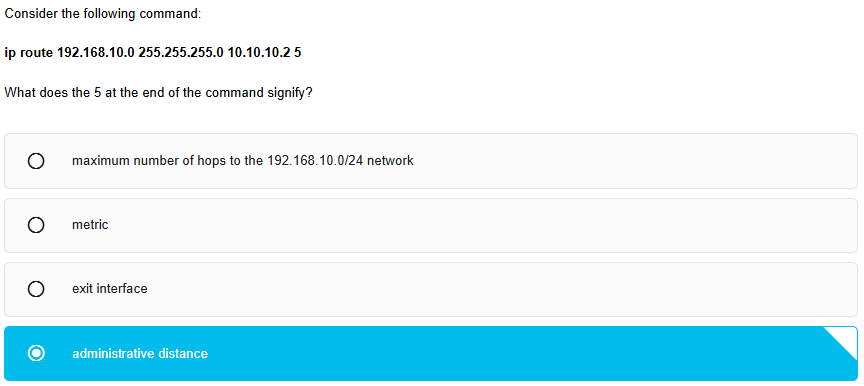 Consider the following command:
ip route 192.168.10.0 255.255.255.0 10.10.10.2 5
What does the 5 at the end of the command signify?
maximum number of hops to the 192.168.10.0/24 network
metric
exit interface
administrative distance